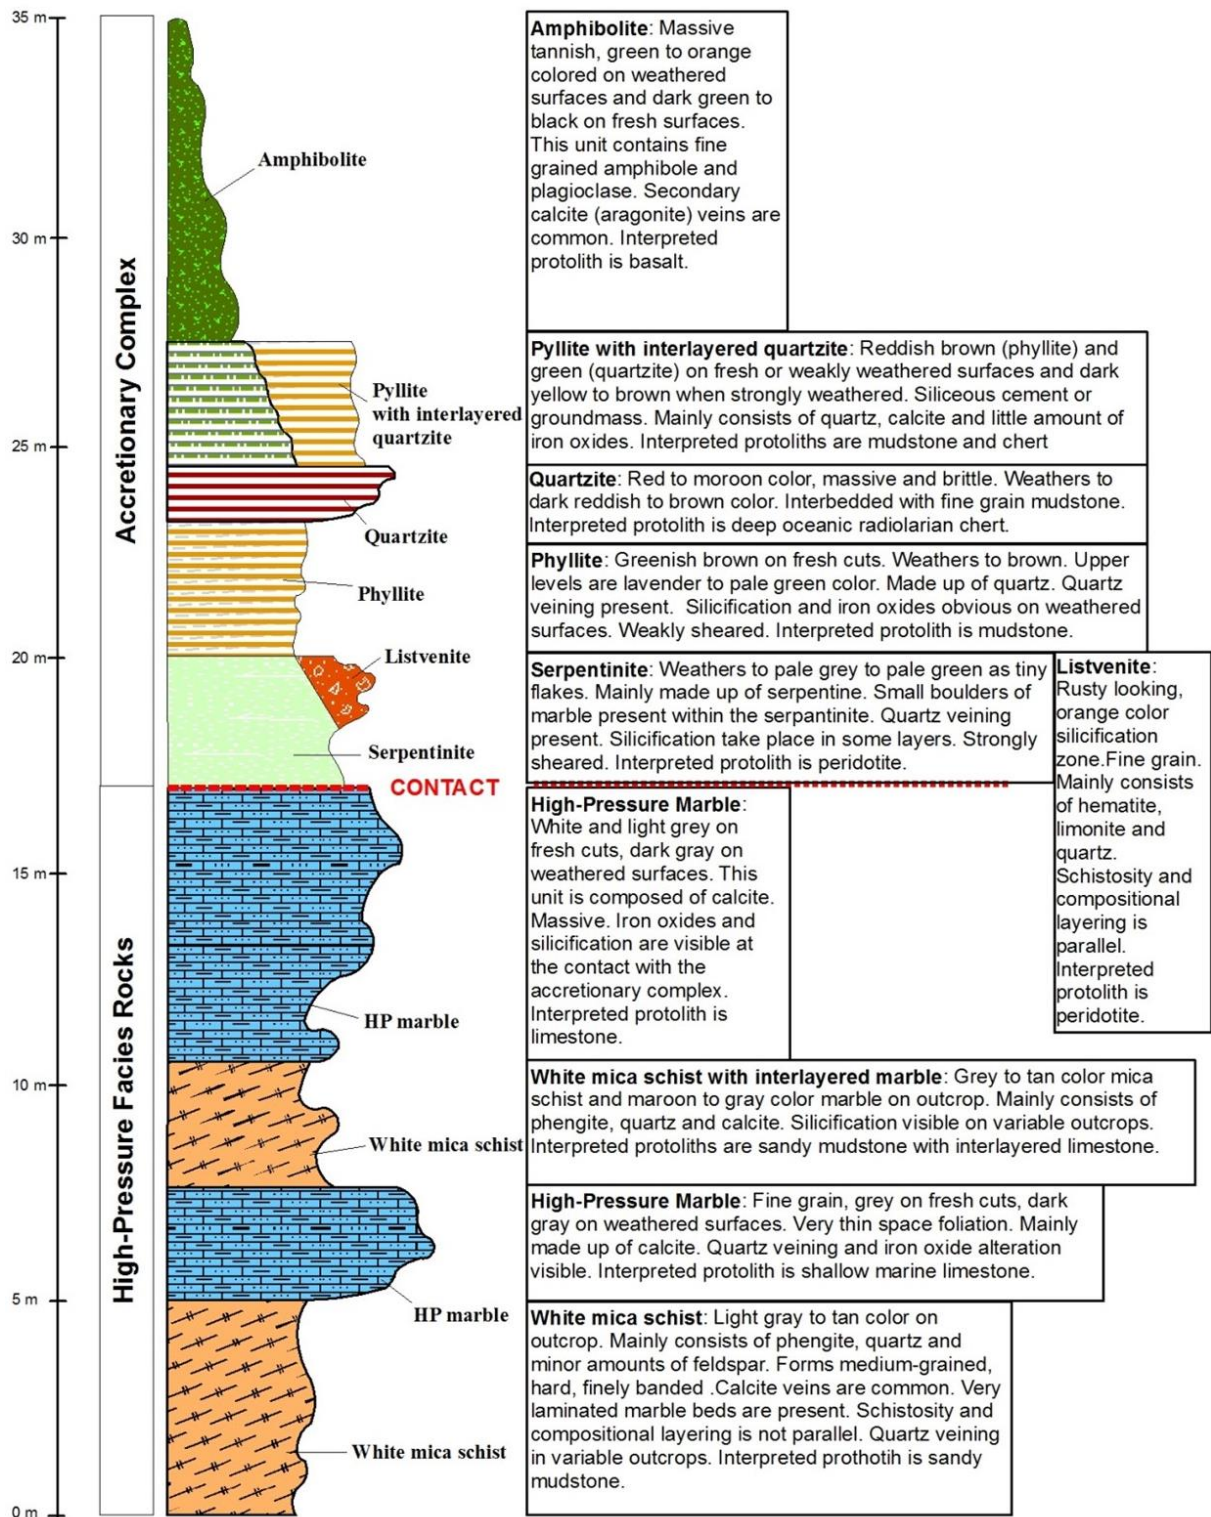 35 m
30 m
25 m
20 m
15 m
10 m
5 m
0 m
Accretionary Complex
High-Pressure Facies Rocks
Amphibolite
Pyllite
with interlayered
quartzite
Quartzite
Phyllite
Listvenite
Serpentinite
CONTACT
HP marble
White mica schist
HP marble
White mica schist
Amphibolite: Massive
tannish, green to orange
colored on weathered
surfaces and dark green to
black on fresh surfaces.
This unit contains fine
grained amphibole and
plagioclase. Secondary
calcite (aragonite) veins are
common. Interpreted
protolith is basalt.
Pyllite with interlayered quartzite: Reddish brown (phyllite) and
green (quartzite) on fresh or weakly weathered surfaces and dark
yellow to brown when strongly weathered. Siliceous cement or
groundmass. Mainly consists of quartz, calcite and little amount of
iron oxides. Interpreted protoliths are mudstone and chert
Quartzite: Red to moroon color, massive and brittle. Weathers to
dark reddish to brown color. Interbedded with fine grain mudstone.
Interpreted protolith is deep oceanic radiolarian chert.
Phyllite: Greenish brown on fresh cuts. Weathers to brown. Upper
levels are lavender to pale green color. Made up of quartz. Quartz
veining present. Silicification and iron oxides obvious on weathered
surfaces. Weakly sheared. Interpreted protolith is mudstone.
Serpentinite: Weathers to pale grey to pale green as tiny
flakes. Mainly made up of serpentine. Small boulders of
marble present within the serpantinite. Quartz veining
present. Silicification take place in some layers. Strongly
sheared. Interpreted protolith is peridotite.
Listvenite:
Rusty looking,
orange color
silicification
zone.Fine grain.
Mainly consists
of hematite,
limonite and
quartz.
Schistosity and
compositional
layering is
parallel.
Interpreted
protolith is
peridotite.
High-Pressure Marble:
White and light grey on
fresh cuts, dark gray on
weathered surfaces. This
unit is composed of calcite.
Massive. Iron oxides and
silicification are visible at
the contact with the
accretionary complex.
Interpreted protolith is
limestone.
White mica schist with interlayered marble: Grey to tan color mica
schist and maroon to gray color marble on outcrop. Mainly consists of
phengite, quartz and calcite. Silicification visible on variable outcrops.
Interpreted protoliths are sandy mudstone with interlayered limestone.
High-Pressure Marble: Fine grain, grey on fresh cuts, dark
gray on weathered surfaces. Very thin space foliation. Mainly
made up of calcite. Quartz veining and iron oxide alteration
visible. Interpreted protolith is shallow marine limestone.
White mica schist: Light gray to tan color on
outcrop. Mainly consists of phengite, quartz and
minor amounts of feldspar. Forms medium-grained,
hard, finely banded .Calcite veins are common. Very
laminated marble beds are present. Schistosity and
compositional layering is not parallel. Quartz veining
in variable outcrops. Interpreted prothotih is sandy
mudstone.